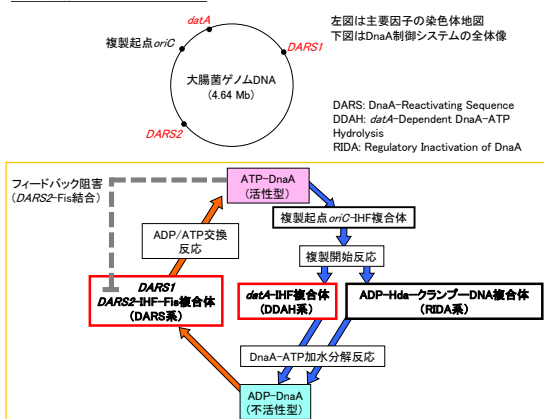 datA
複製起点oriC
DARS1
大腸菌ゲノムDNA
(4.64 Mb)
DARS2
左図は主要因子の染色体地図
下図はDnaA制御システムの全体像
DARS: DnaA-Reactivating Sequence
DDAH: datA-Dependent DnaA-ATP
Hydrolysis
RIDA: Regulatory Inactivation of DnaA
フィードバック阻害
(DARS2-Fis結合)
ATP-DnaA
(活性型)
複製起点oriC-IHF複合体
ADP/ATP交換
反応
複製開始反応
DARS1
DARS2-IHF-Fis複合体
(DARS系)
datA-IHF複合体
(DDAH系)
ADP-Hda-クランプ-DNA複合体
(RIDA系)
DnaA-ATP加水分解反応
ADP-DnaA
(不活性型)